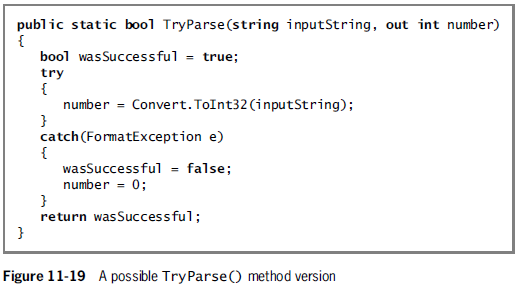 public static bool TryParse(string inputString, out int number)
{
bool wasSuccessful = true;
try
{
number = Convert.ToInt32(inputString);
}
catch(FormatException e)
{
wasSuccessful = false;
number = 0;
}
return wasSuccessful;
}
Figure 11-19 A possible TryParse() method version